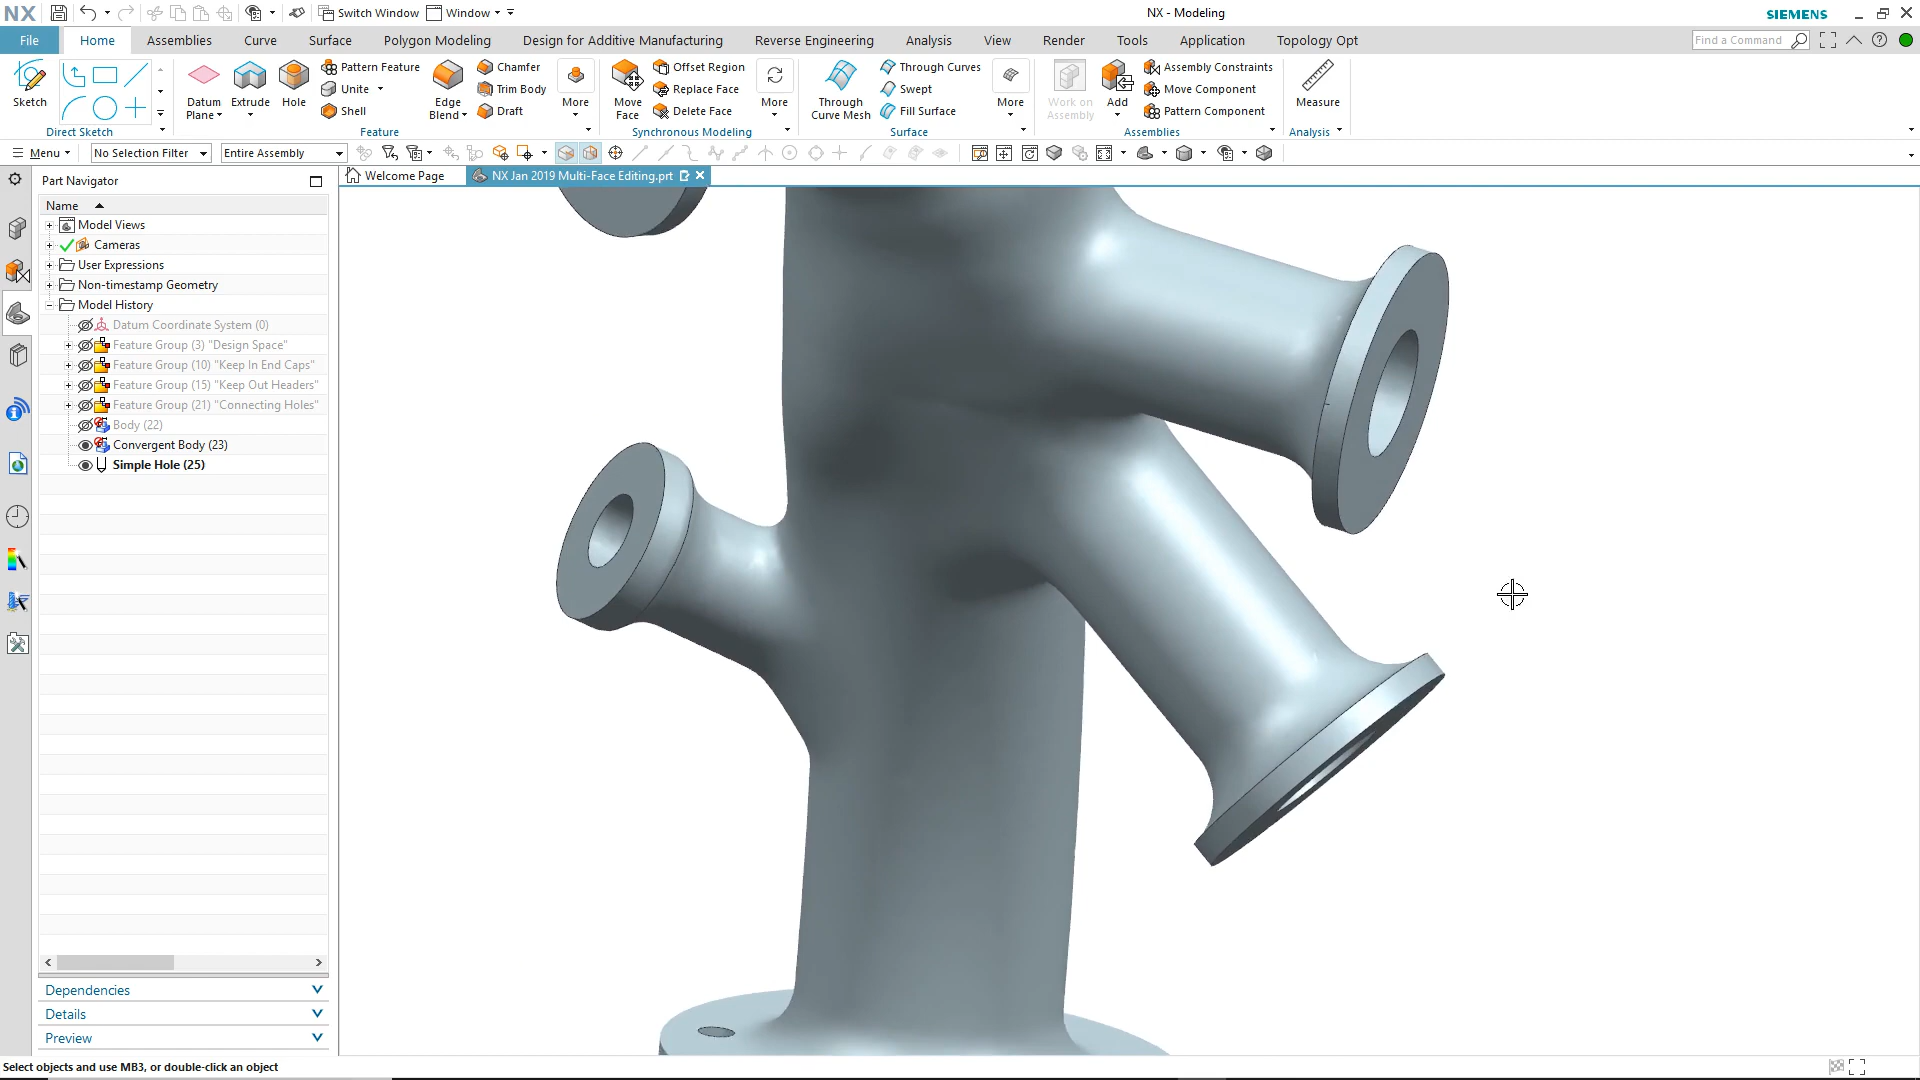 NX Switch Window Window NX - Modeling SIEMENS
File Home Assemblies Curve Surface Polygon Modeling Design for Additive Manufacturing Reverse Engineering Analysis View Render Tools Application Topology Opt Find a Command
Sketch
Direct Sketch
Datum Plane
Extrude
Hole
Pattern Feature
Unite
Shell
Edge Blend
Chamfer
Trim Body
Draft
More
Feature
Move Face
Offset Region
Replace Face
Delete Face
More
Synchronous Modeling
Through Curve Mesh
Through Curves
Swept
Fill Surface
More
Surface
Work on Assembly
Add
Assembly Constraints
Move Component
Pattern Component
Assemblies
Measure
Analysis
Menu No Selection Filter Entire Assembly
Part Navigator
Welcome Page NX Jan 2019 Multi-Face Editing.prt
Name
Model Views
Cameras
User Expressions
Non-timestamp Geometry
Model History
Datum Coordinate System (0)
Feature Group (3) "Design Space"
Feature Group (10) "Keep In End Caps"
Feature Group (15) "Keep Out Headers"
Feature Group (21) "Connecting Holes"
Body (22)
Convergent Body (23)
Simple Hole (25)
Dependencies
Details
Preview
Select objects and use MB3, or double-click an object